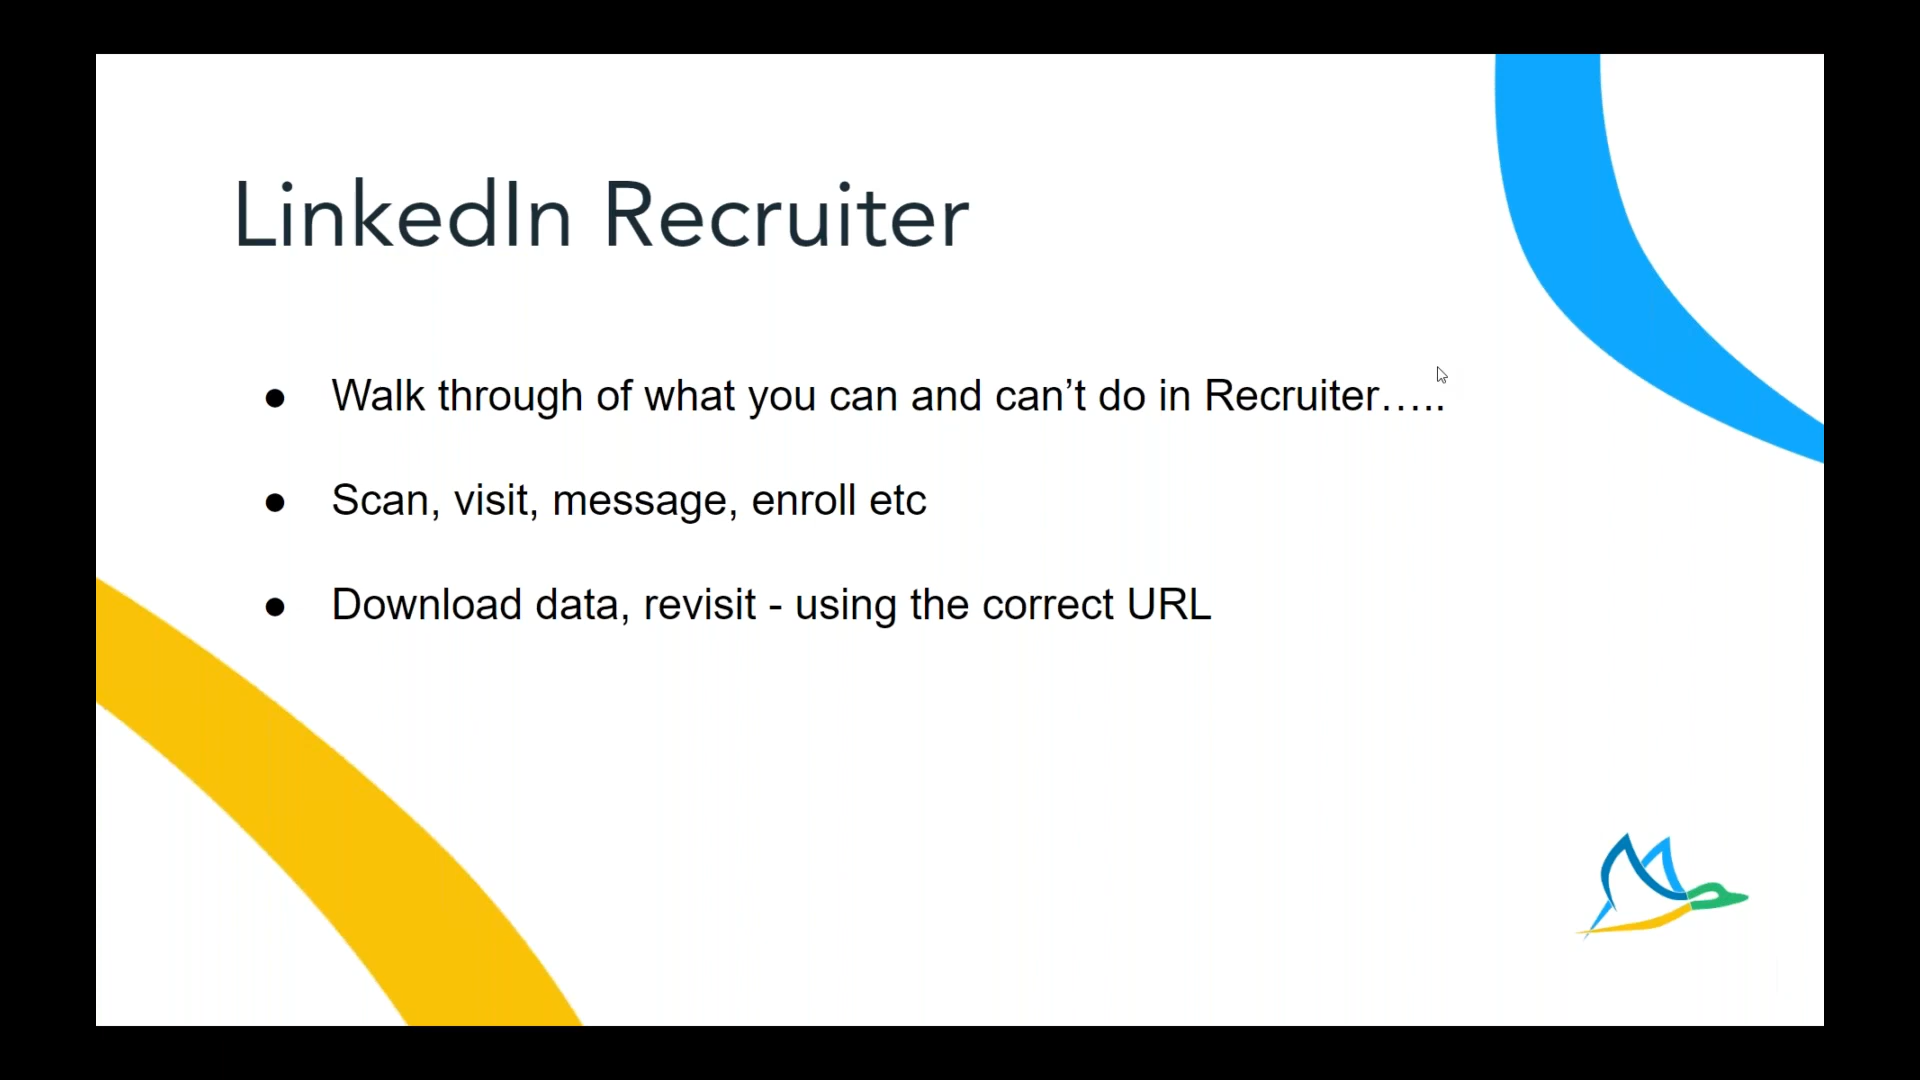 LinkedIn Recruiter
● Walk through of what you can and can’t do in Recruiter…..
● Scan, visit, message, enroll etc
● Download data, revisit - using the correct URL